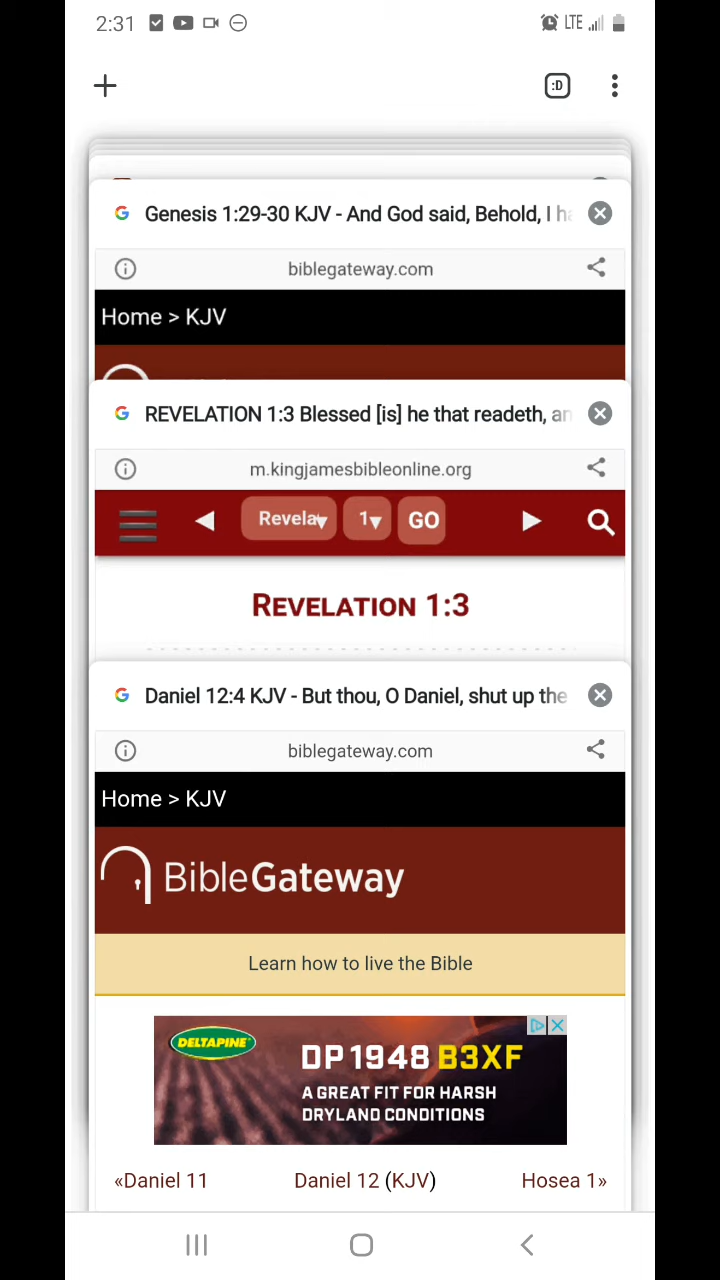 2:31
LTE
:D
Genesis 1:29-30 KJV - And God said, Behold, I ha
biblegateway.com
Home > KJV
REVELATION 1:3 Blessed [is] he that readeth, an
m.kingjamesbibleonline.org
Revela 1 GO
REVELATION 1:3
Daniel 12:4 KJV - But thou, O Daniel, shut up the
biblegateway.com
Home > KJV
BibleGateway
Learn how to live the Bible
DELTAPINE
DP 1948 B3XF
A GREAT FIT FOR HARSH
DRYLAND CONDITIONS
«Daniel 11 Daniel 12 (KJV) Hosea 1»